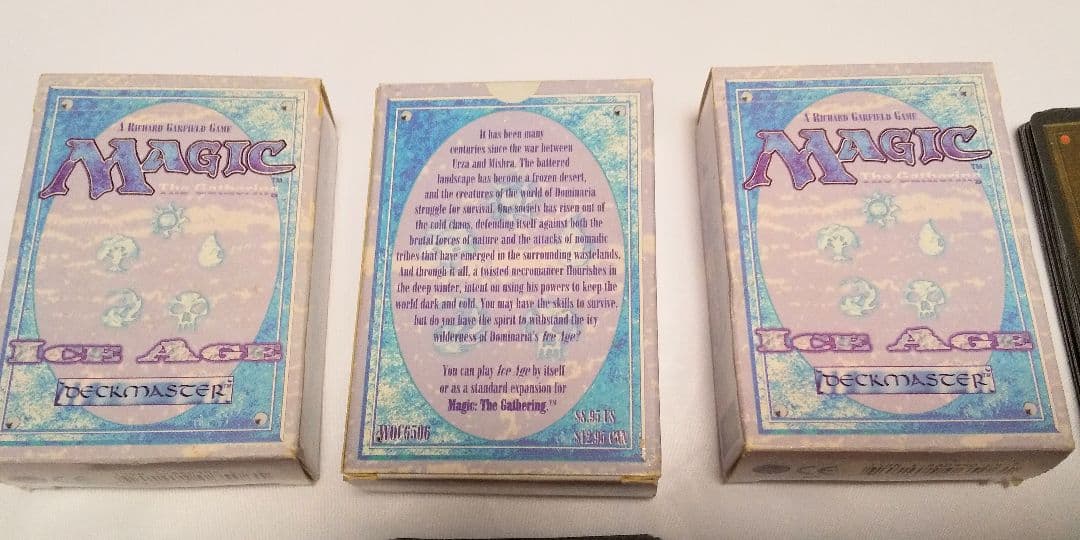 A RICHARD GARFIELD GAME
MAGIC
The Gathering
TM
ICE AGE
DECKMASTER™
It has been many
centuries since the war between
Urza and Mishra. The battered
landscape has become a frozen desert,
and the creatures of the world of Dominaria
struggle for survival. One society has risen out of
the cold chaos, defending itself against both the
brutal forces of nature and the attacks of nomadic
tribes that have emerged in the surrounding wastelands.
And through it all, a twisted necromancer flourishes in
the deep winter, intent on using his powers to keep the
world dark and cold. You may have the skills to survive,
but do you have the spirit to withstand the icy
wilderness of Dominaria's Ice Age?
You can play Ice Age by itself
or as a standard expansion for
Magic: The Gathering.™
$8.95 US
WOC6506
$12.95 CAN
A RICHARD GARFIELD GAME
MAGIC
The Gathering
TM
ICE AGE
DECKMASTER™
CE